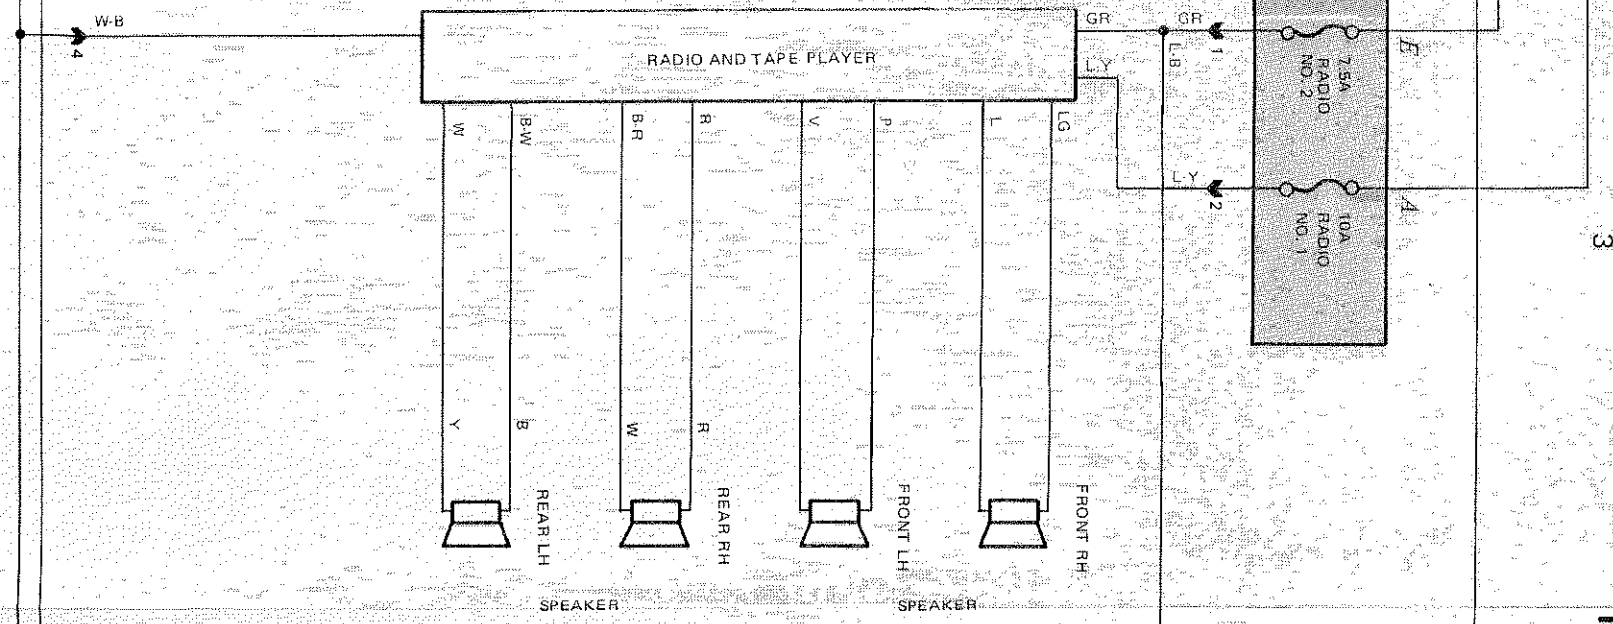 W-B
4
RADIO AND TAPE PLAYER
GR
GR
1
L-Y
L-B
7.5A
RADIO
NO. 2
E
W
B-W
B-R
R
V
P
L
LG
L-Y
2
10A
RADIO
NO. 1
A
3
Y
B
W
R
REAR LH
REAR RH
FRONT LH
FRONT RH
SPEAKER
SPEAKER